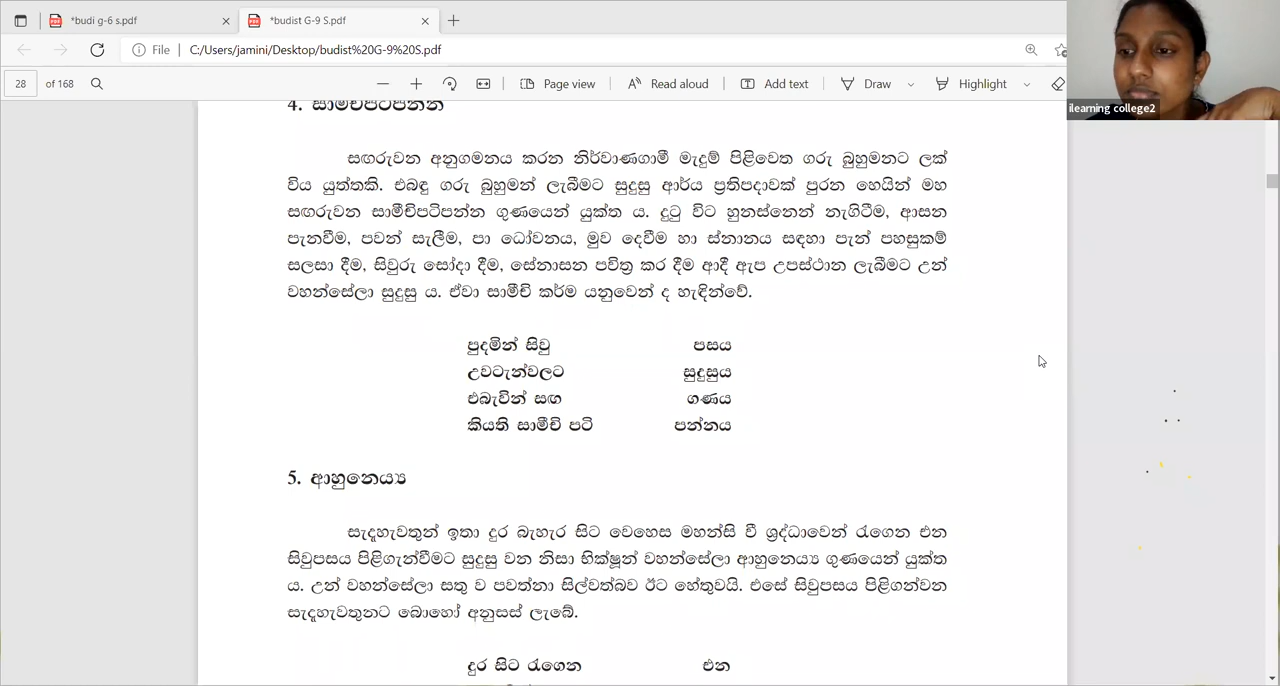 *budi g-6 s.pdf
*budist G-9 S.pdf
File
C:/Users/jamini/Desktop/budist%20G-9%20S.pdf
28 of 168
Page view
Read aloud
Add text
Draw
Highlight
ilearning college2
4. සාමීචිපටිපන්න
සඟරුවන අනුගමනය කරන නිර්වාණගාමී මැදුම් පිළිවෙත ගරු බුහුමනට ලක්
විය යුත්තකි. එබඳු ගරු බුහුමන් ලැබීමට සුදුසු ආර්ය ප්‍රතිපදාවක් පුරන හෙයින් මහ
සඟරුවන සාමීචිපටිපන්න ගුණයෙන් යුක්ත ය. දුටු විට හුනස්නෙන් නැගිටීම, ආසන
පැනවීම, පවන් සැලීම, පා ධෝවනය, මුව දෙවීම හා ස්නානය සඳහා පැන් පහසුකම්
සලසා දීම, සිවුරු සෝදා දීම, සේනාසන පවිත්‍ර කර දීම ආදී ඇප උපස්ථාන ලැබීමට උන්
වහන්සේලා සුදුසු ය. ඒවා සාමීචි කර්ම යනුවෙන් ද හැඳින්වේ.
පුදමින් සිවු පසය
උවටැන්වලට සුදුසුය
එබැවින් සඟ ගණය
කියති සාමීචි පටි පන්නය
5. ආහුනෙය්‍ය
සැදැහැවතුන් ඉතා දුර බැහැර සිට වෙහෙස මහන්සි වී ශ්‍රද්ධාවෙන් රැගෙන එන
සිවුපසය පිළිගැන්වීමට සුදුසු වන නිසා භික්ෂූන් වහන්සේලා ආහුනෙය්‍ය ගුණයෙන් යුක්ත
ය. උන් වහන්සේලා සතු ව පවත්නා සිල්වත්බව ඊට හේතුවයි. එසේ සිවුපසය පිළිගන්වන
සැදැහැවතුනට බොහෝ අනුසස් ලැබේ.
දුර සිට රැගෙන එන